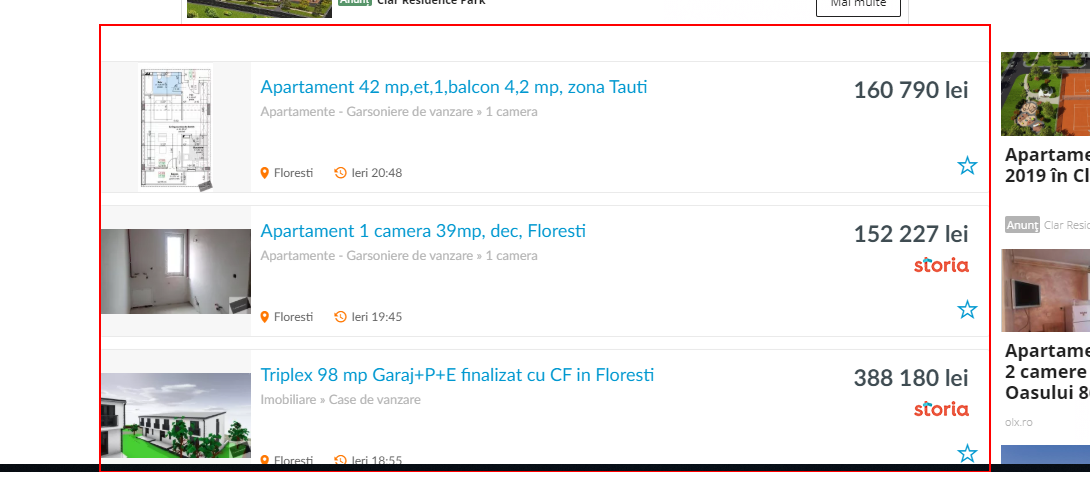 Anunț Clar Residence Park
Mai multe
Apartament 42 mp,et,1,balcon 4,2 mp, zona Tauti
160 790 lei
Apartamente - Garsoniere de vanzare » 1 camera
Floresti Ieri 20:48
Apartament 1 camera 39mp, dec, Floresti
152 227 lei
Apartamente - Garsoniere de vanzare » 1 camera
storia
Floresti Ieri 19:45
Triplex 98 mp Garaj+P+E finalizat cu CF in Floresti
388 180 lei
Imobiliare » Case de vanzare
storia
Floresti Ieri 18:55
Apartame
2019 în Cl
Anunț Clar Resid
Apartame
2 camere
Oasului 8
olx.ro